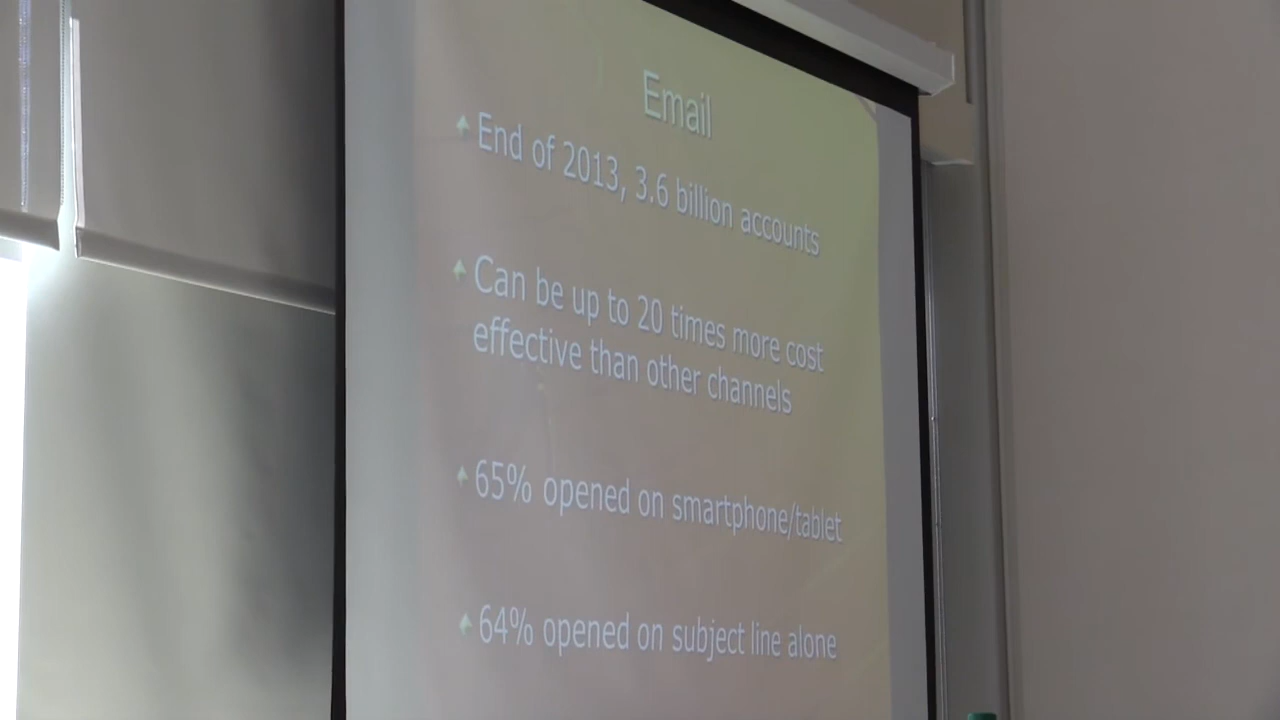 Email
End of 2013, 3.6 billion accounts
Can be up to 20 times more cost
effective than other channels
65% opened on smartphone/tablet
64% opened on subject line alone